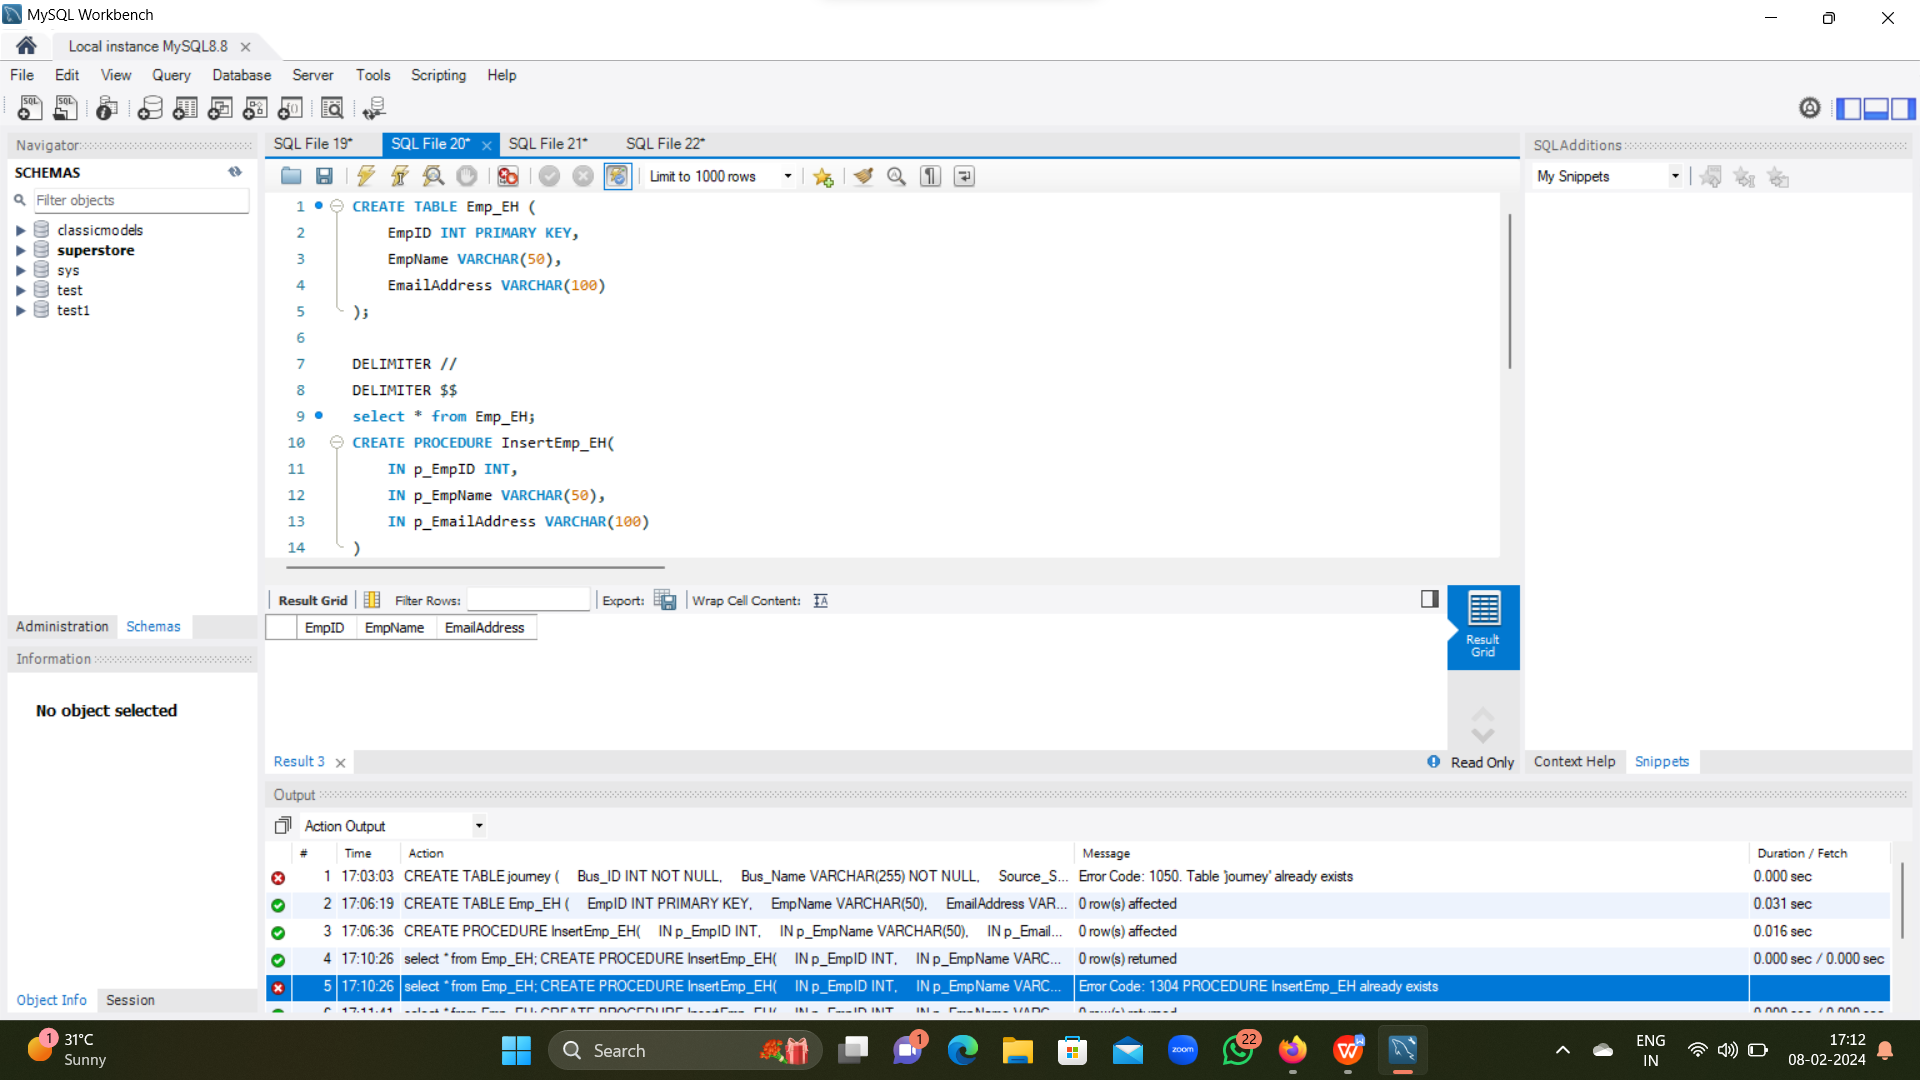 MySQL Workbench
Local instance MySQL8.8
File Edit View Query Database Server Tools Scripting Help
Navigator
SCHEMAS
Filter objects
classicmodels
superstore
sys
test
test1
Administration Schemas
Information
No object selected
Object Info Session
SQL File 19* SQL File 20* SQL File 21* SQL File 22*
Limit to 1000 rows
1 CREATE TABLE Emp_EH (
2 EmpID INT PRIMARY KEY,
3 EmpName VARCHAR(50),
4 EmailAddress VARCHAR(100)
5 );
6
7 DELIMITER //
8 DELIMITER $$
9 select * from Emp_EH;
10 CREATE PROCEDURE InsertEmp_EH(
11 IN p_EmpID INT,
12 IN p_EmpName VARCHAR(50),
13 IN p_EmailAddress VARCHAR(100)
14 )
Result Grid Filter Rows: Export: Wrap Cell Content:
EmpID EmpName EmailAddress
Result Grid
Result 3 Read Only
SQLAdditions
My Snippets
Context Help Snippets
Output
Action Output
# Time Action Message Duration / Fetch
1 17:03:03 CREATE TABLE journey ( Bus_ID INT NOT NULL, Bus_Name VARCHAR(255) NOT NULL, Source_S... Error Code: 1050. Table 'journey' already exists 0.000 sec
2 17:06:19 CREATE TABLE Emp_EH ( EmpID INT PRIMARY KEY, EmpName VARCHAR(50), EmailAddress VAR... 0 row(s) affected 0.031 sec
3 17:06:36 CREATE PROCEDURE InsertEmp_EH( IN p_EmpID INT, IN p_EmpName VARCHAR(50), IN p_Email... 0 row(s) affected 0.016 sec
4 17:10:26 select * from Emp_EH; CREATE PROCEDURE InsertEmp_EH( IN p_EmpID INT, IN p_EmpName VARC... 0 row(s) returned 0.000 sec / 0.000 sec
5 17:10:26 select * from Emp_EH; CREATE PROCEDURE InsertEmp_EH( IN p_EmpID INT, IN p_EmpName VARC... Error Code: 1304 PROCEDURE InsertEmp_EH already exists
1 31°C
Sunny
Search
1
zoom
22
ENG
IN
17:12
08-02-2024